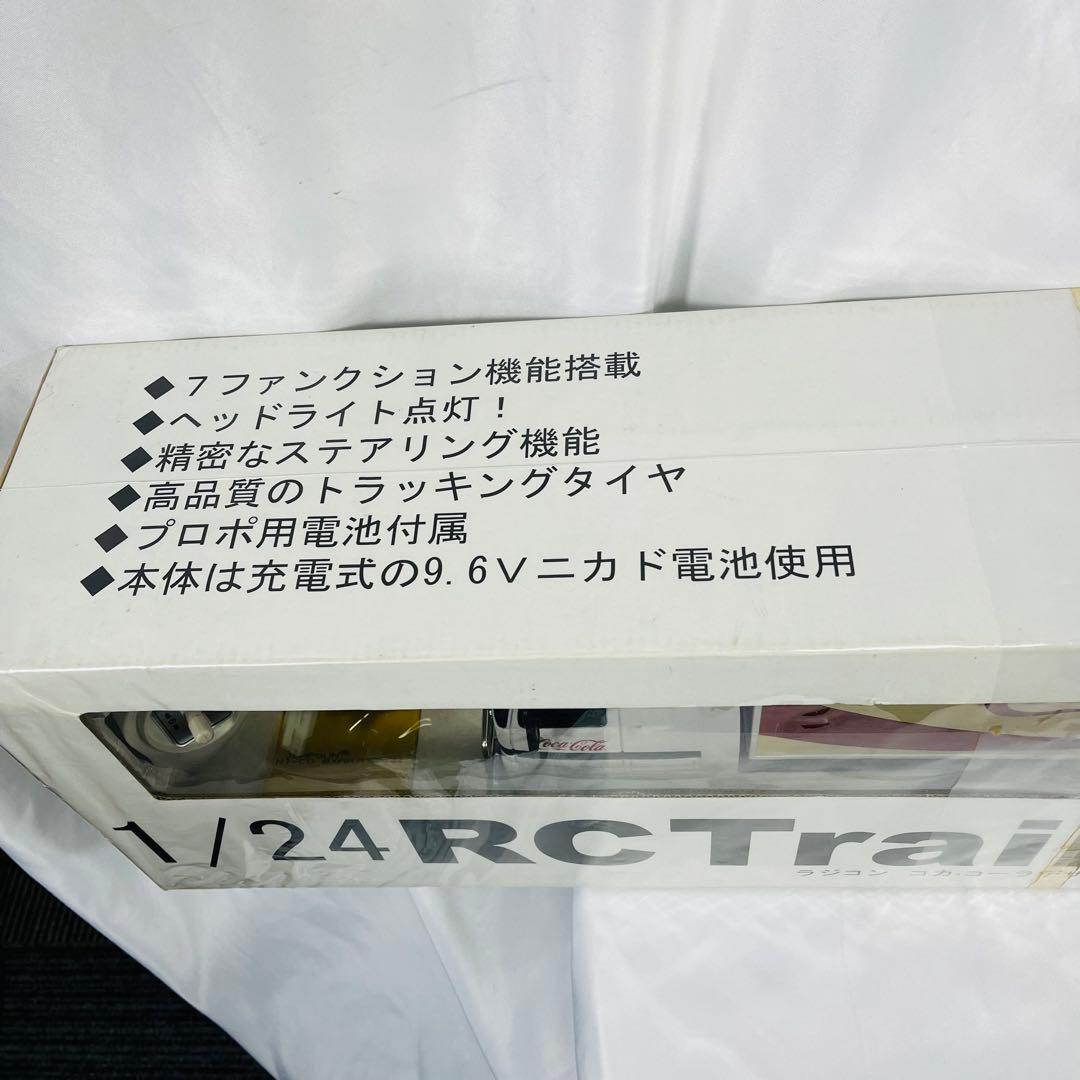 ◆7ファンクション機能搭載
◆ヘッドライト点灯！
◆精密なステアリング機能
◆高品質のトラッキングタイヤ
◆プロポ用電池付属
◆本体は充電式の9.6Vニカド電池使用
Coca-Cola
1/24RCTrai
ラジコン コカ・コーラ